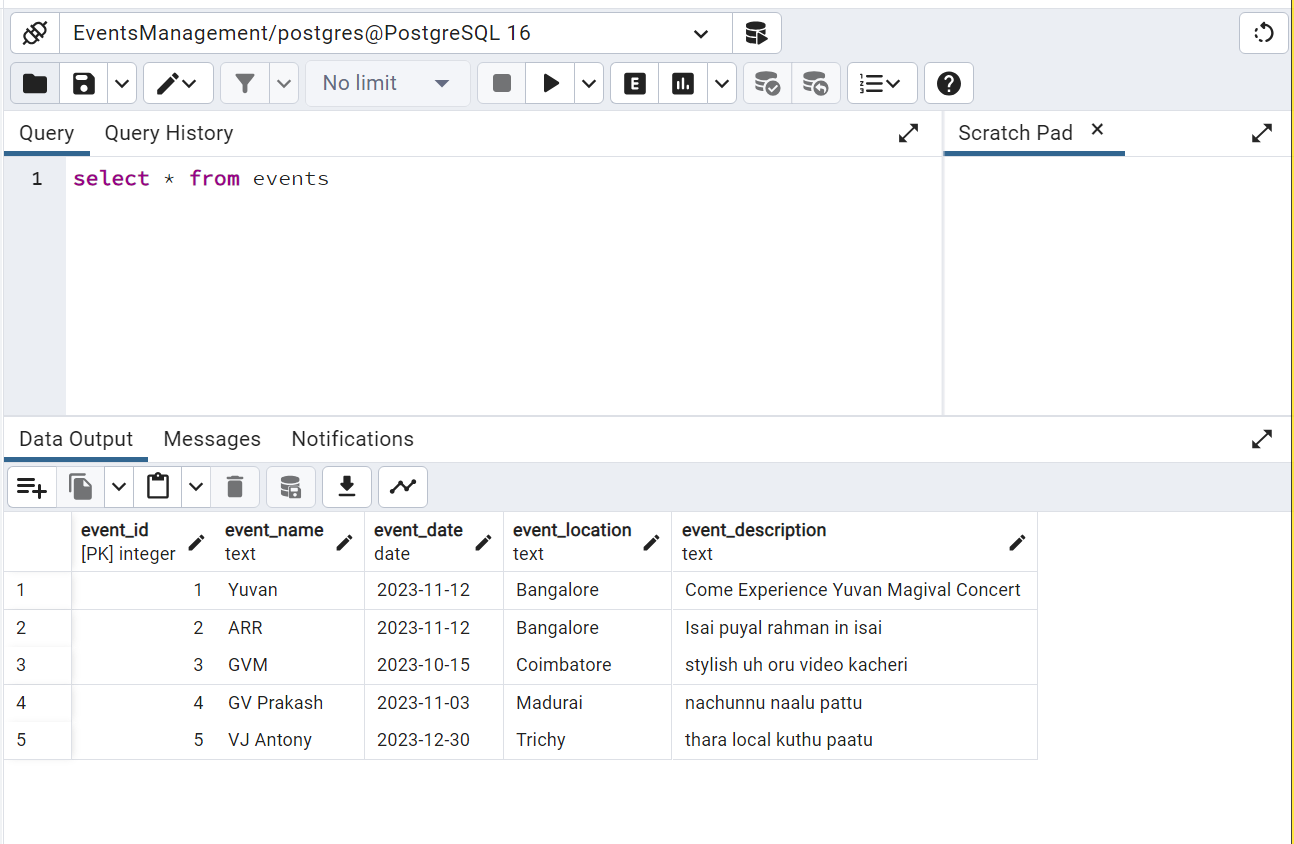 EventsManagement/postgres@PostgreSQL 16
No limit
E
Query Query History Scratch Pad
1 select * from events
Data Output Messages Notifications
event_id event_name event_date event_location event_description
[PK] integer text date text text
1 1 Yuvan 2023-11-12 Bangalore Come Experience Yuvan Magival Concert
2 2 ARR 2023-11-12 Bangalore Isai puyal rahman in isai
3 3 GVM 2023-10-15 Coimbatore stylish uh oru video kacheri
4 4 GV Prakash 2023-11-03 Madurai nachunnu naalu pattu
5 5 VJ Antony 2023-12-30 Trichy thara local kuthu paatu